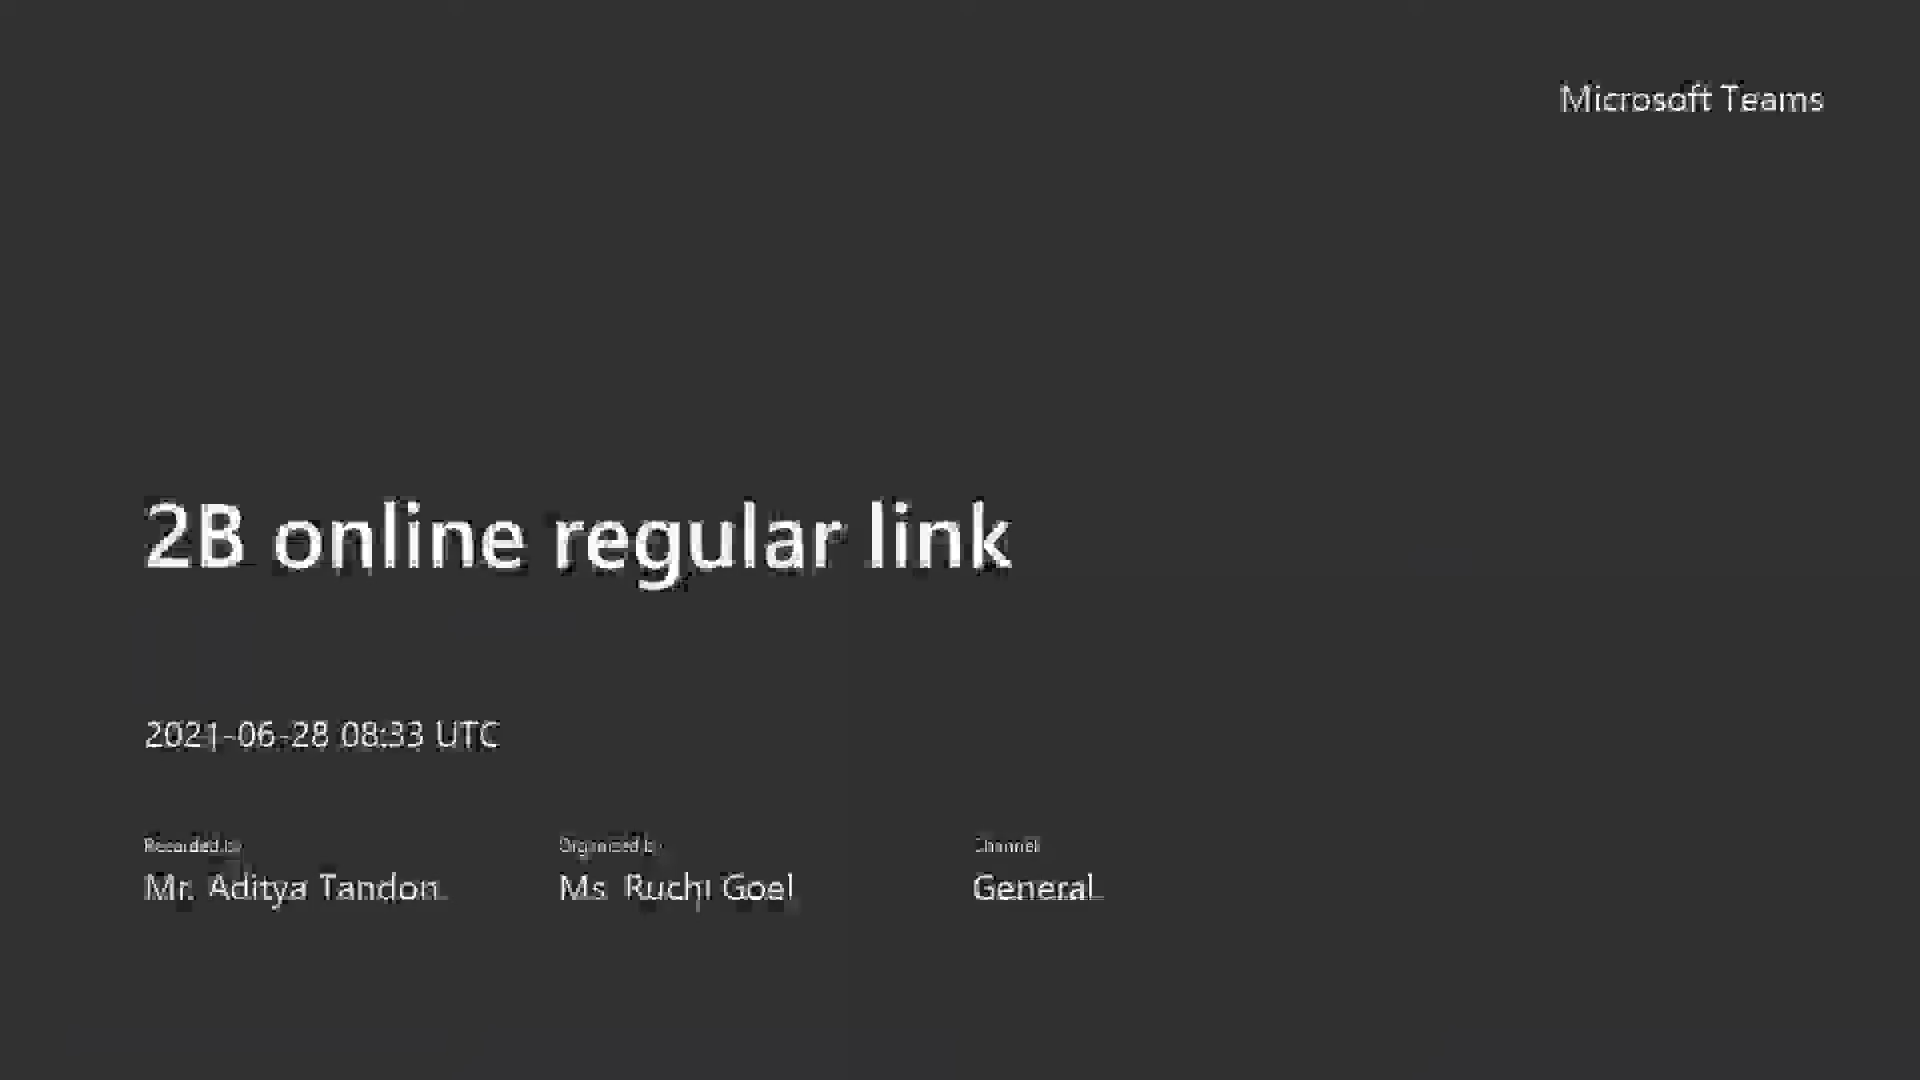 Microsoft Teams
2B online regular link
2021-06-28 08:33 UTC
Recorded by Organized by Channel
Mr. Aditya Tandon Ms. Ruchi Goel General